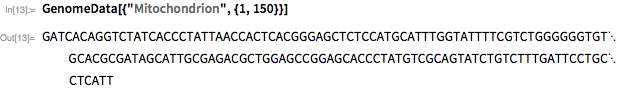 In[13]:= GenomeData[{"Mitochondrion", {1, 150}}]
Out[13]= GATCACAGGTCTATCACCCTATTAACCACTCACGGGAGCTCTCCATGCATTTGGTATTTTCGTCTGGGGGGTGT⋱
GCACGCGATAGCATTGCGAGACGCTGGAGCCGGAGCACCCTATGTCGCAGTATCTGTCTTTGATTCCTGC⋱
CTCATT